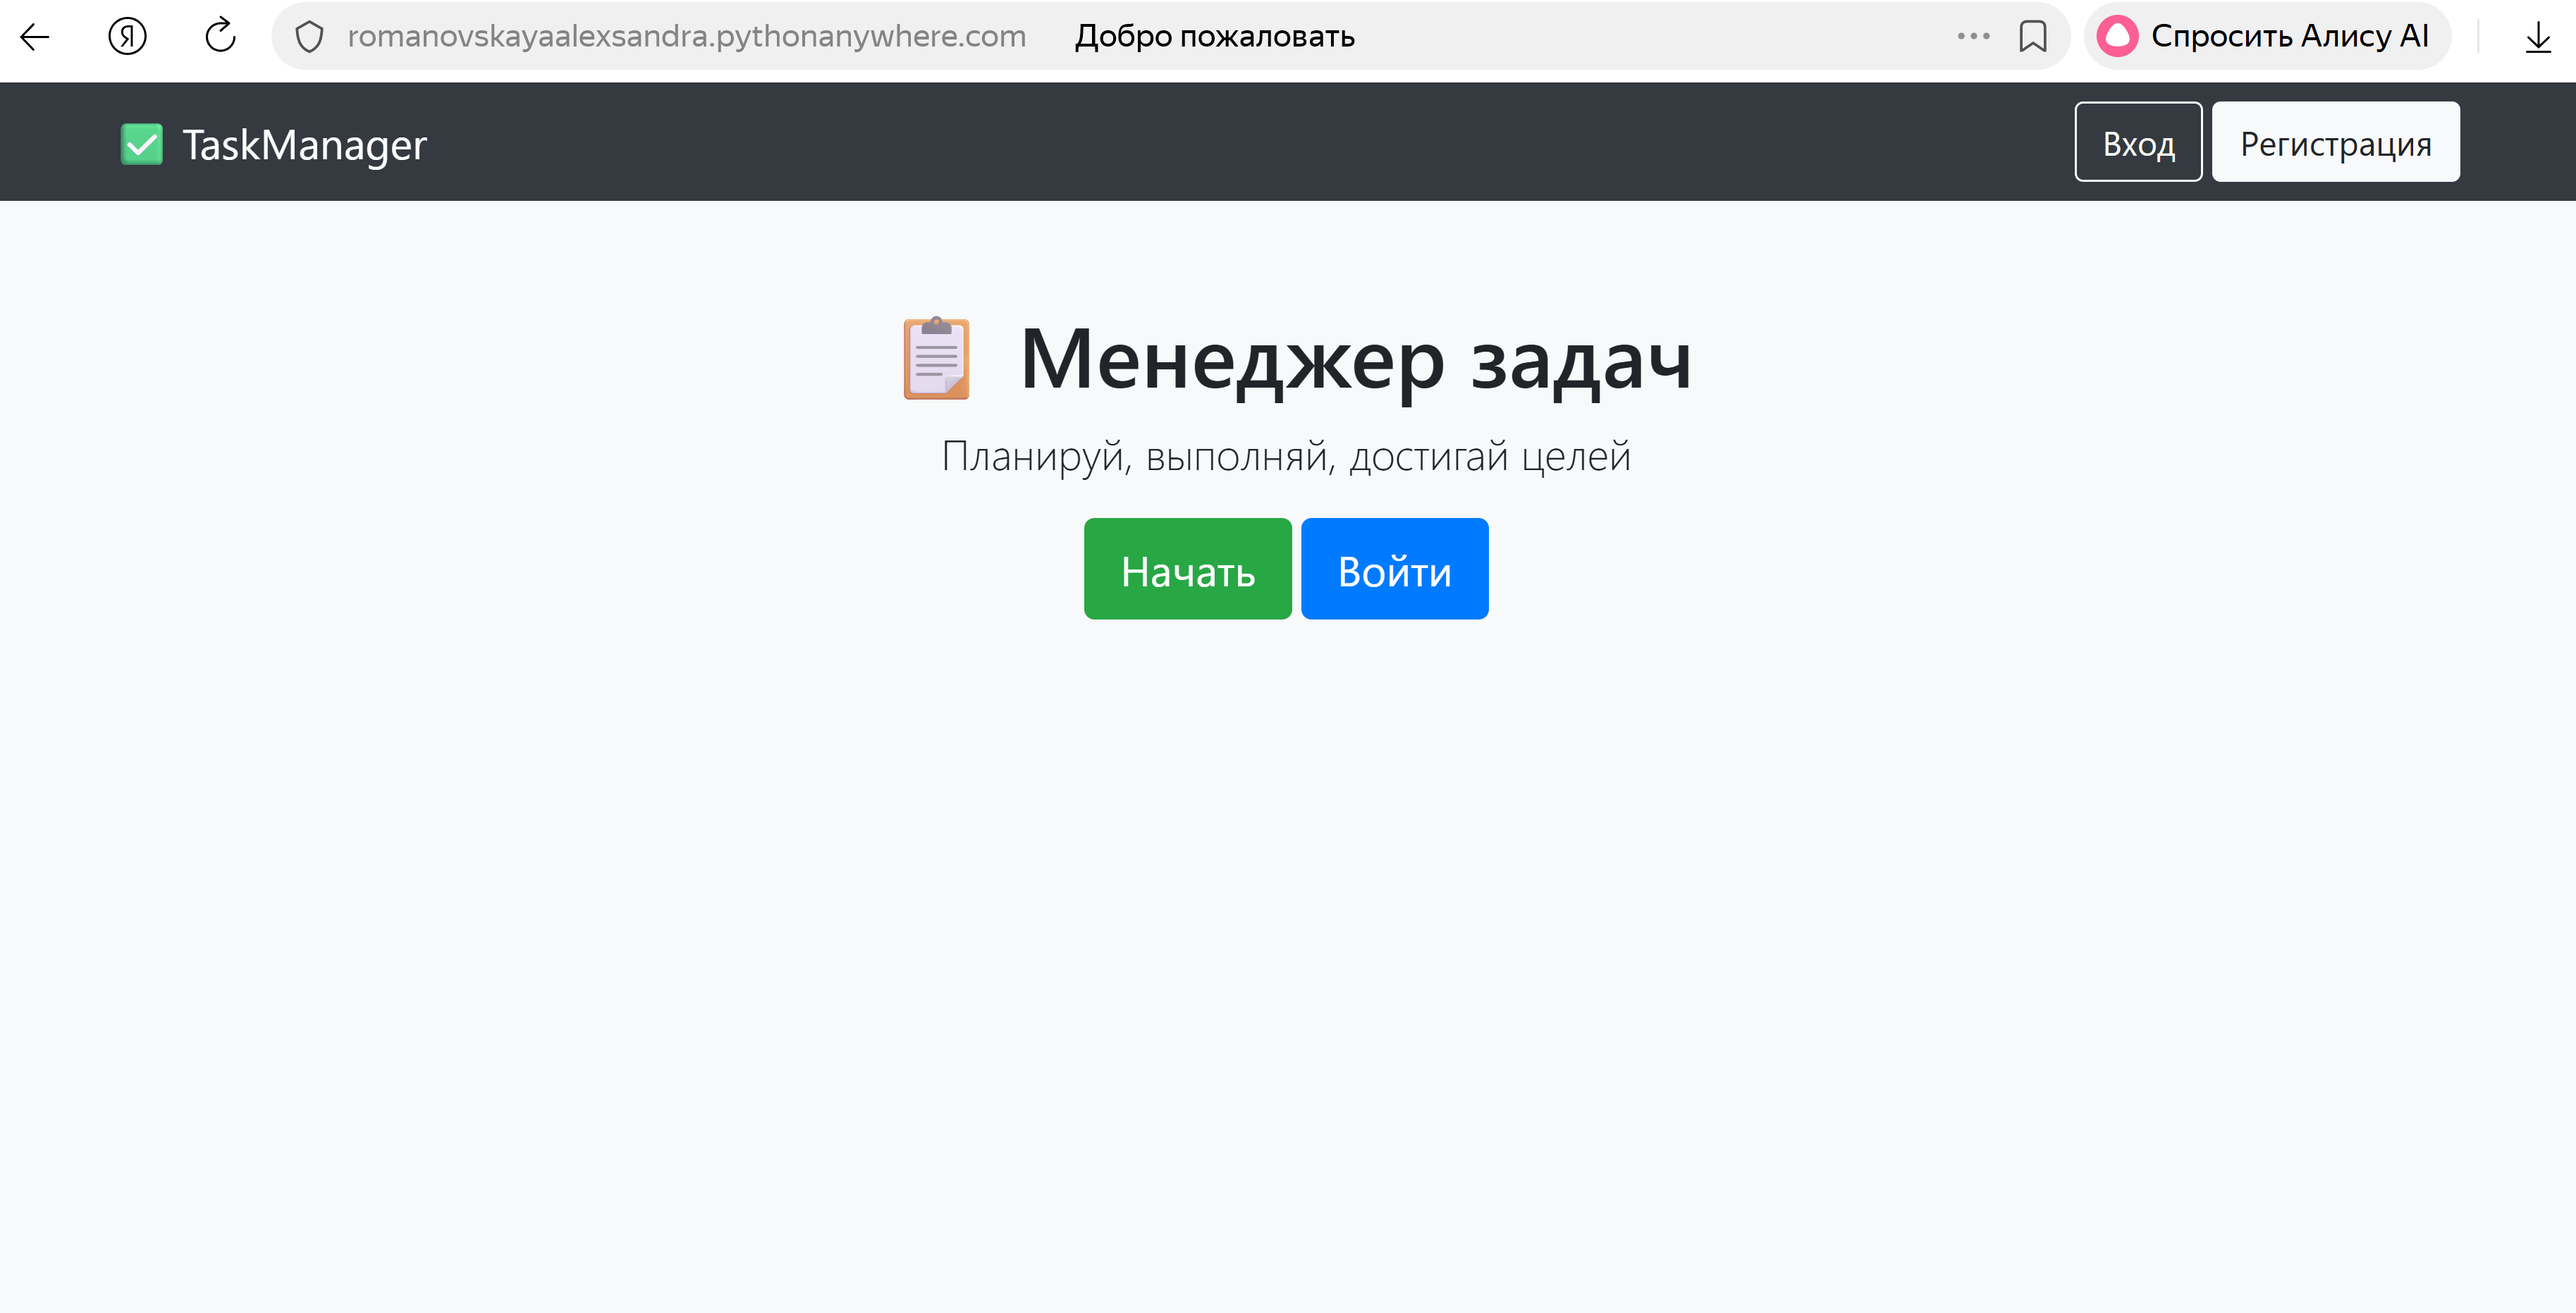 romanovskayaalexsandra.pythonanywhere.com Добро пожаловать Спросить Алису AI
TaskManager Вход Регистрация
Менеджер задач
Планируй, выполняй, достигай целей
Начать Войти